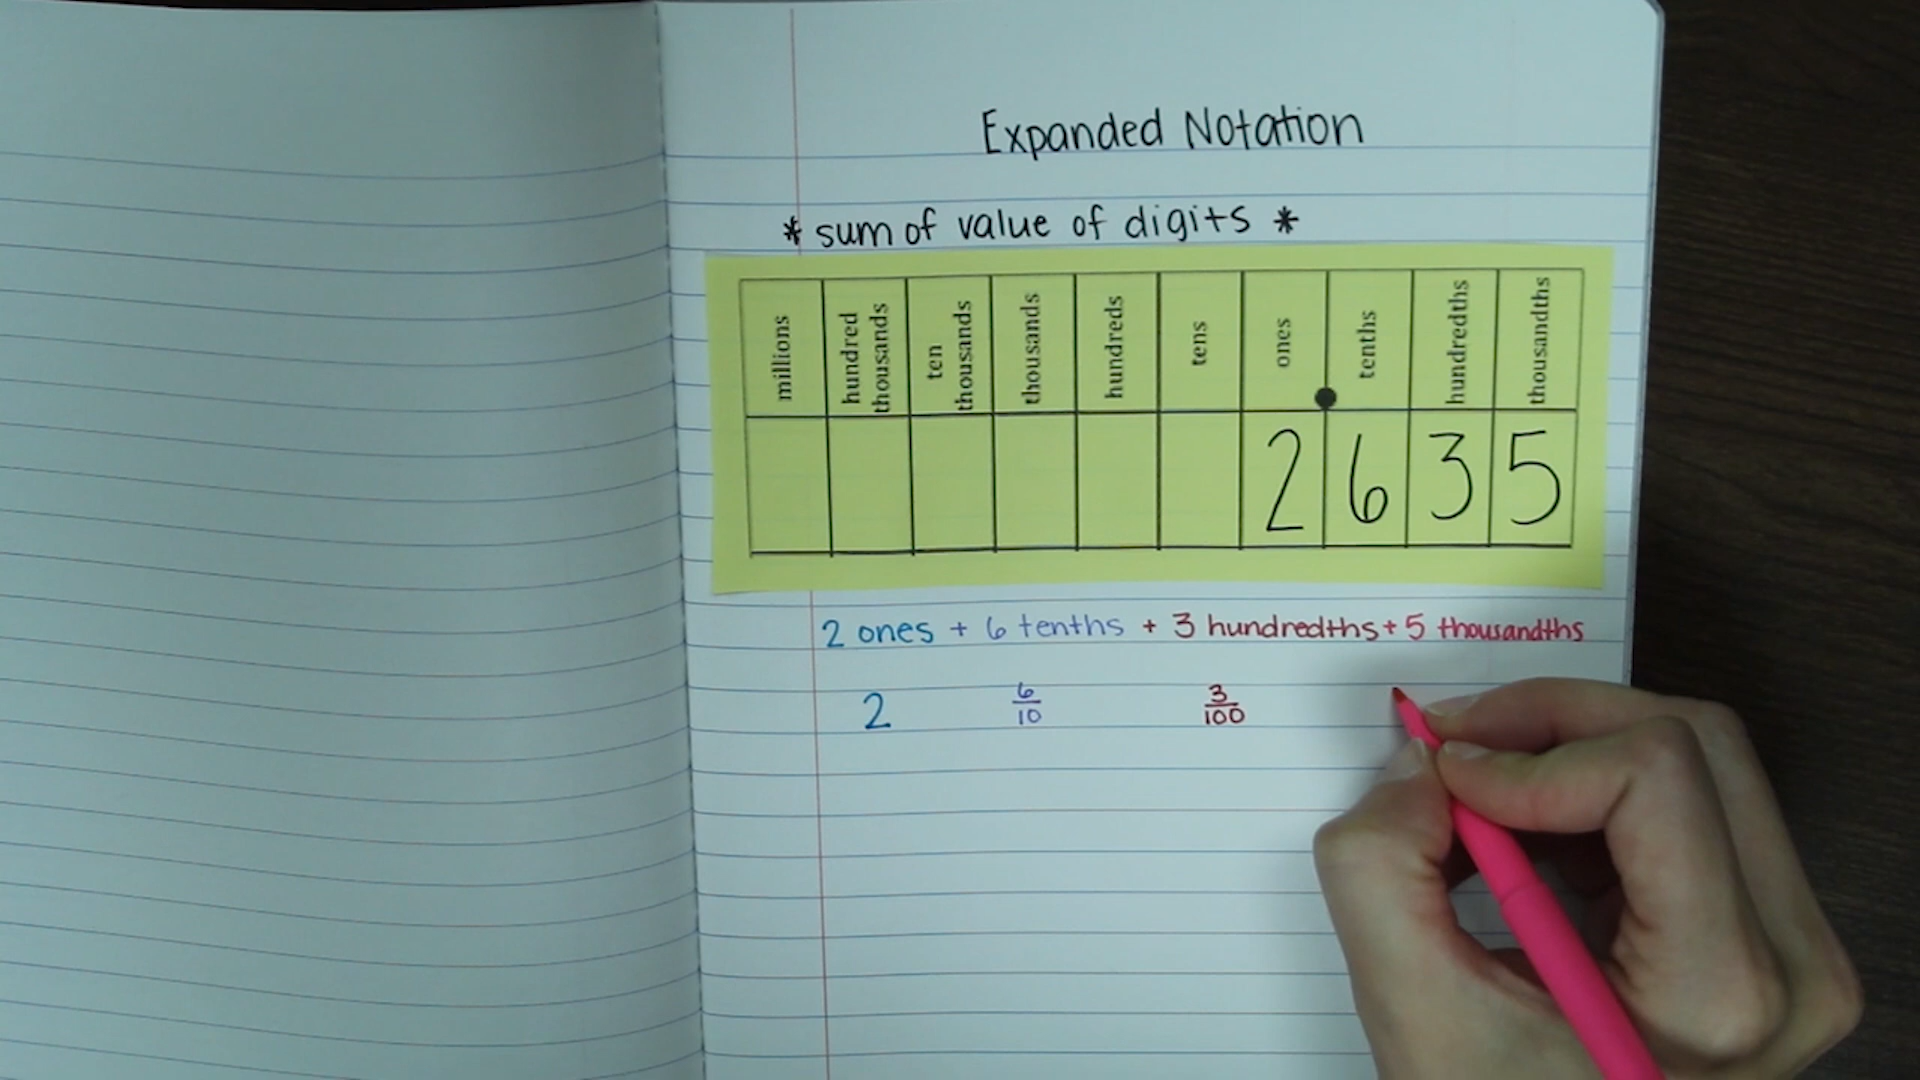 Expanded Notation
* sum of value of digits *
millions
hundred thousands
ten thousands
thousands
hundreds
tens
ones
tenths
hundredths
thousandths
2 6 3 5
2 ones + 6 tenths + 3 hundredths + 5 thousandths
2 6/10 3/100